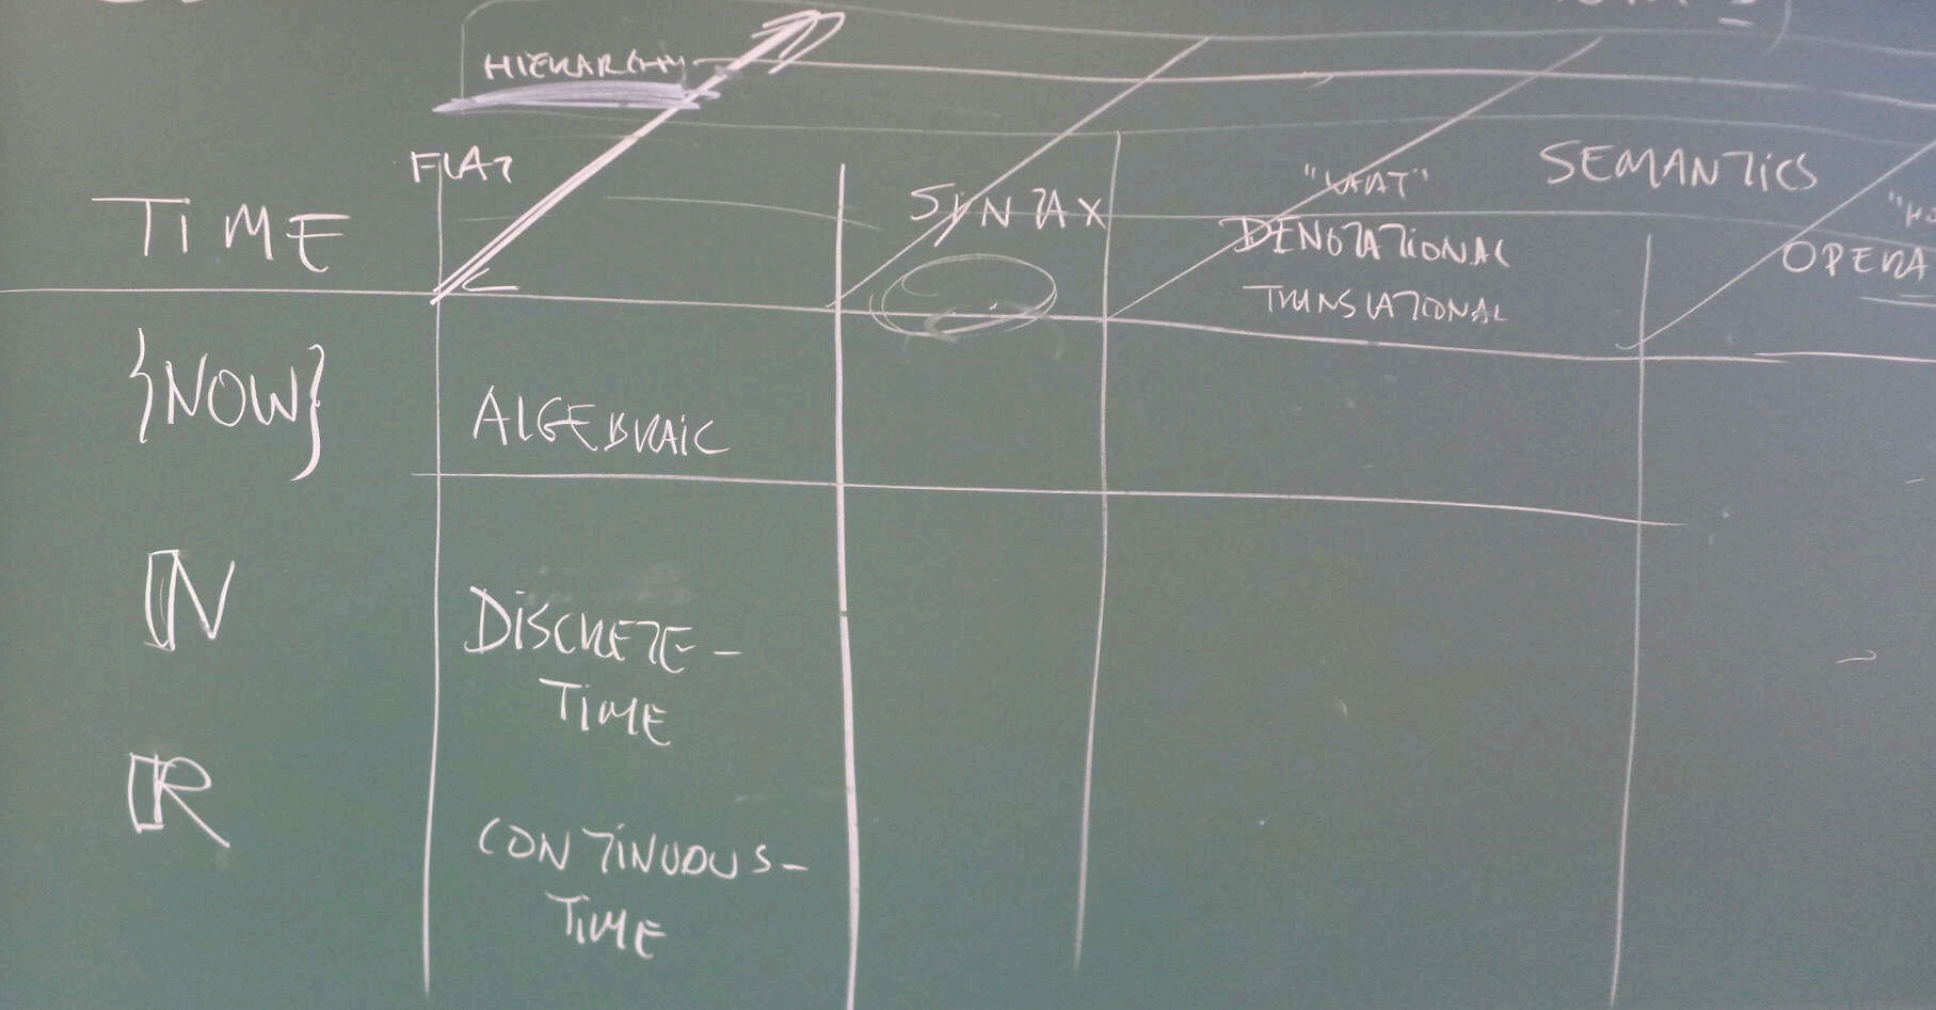 HIERARCHY
FLAT
TIME
SYNTAX
SEMANTICS
"WHAT"
DENOTATIONAL
TRANSLATIONAL
OPERA
{NOW}
ALGEBRAIC
ℕ
DISCRETE-
TIME
ℝ
CONTINUOUS-
TIME